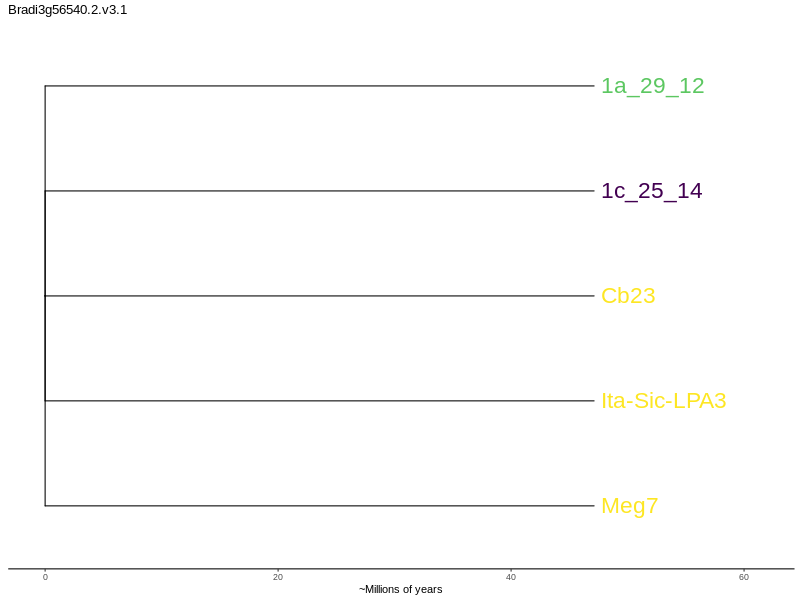 Bradi3g56540.2.v3.1
1a_29_12
1c_25_14
Cb23
Ita-Sic-LPA3
Meg7
0 20 40 60
~Millions of years